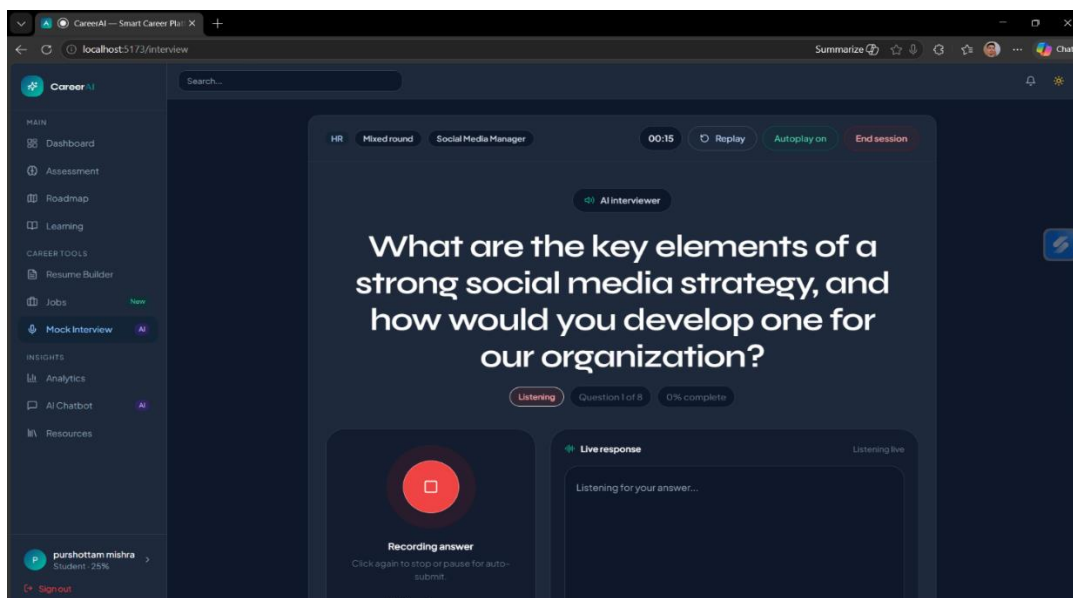 CareerAI — Smart Career Plat
localhost:5173/interview
Summarize
Chat
CareerAI
Search...
MAIN
Dashboard
Assessment
Roadmap
Learning
CAREER TOOLS
Resume Builder
Jobs New
Mock Interview AI
INSIGHTS
Analytics
AI Chatbot AI
Resources
P
purshottam mishra
Student · 25%
Sign out
HR Mixed round Social Media Manager 00:15 Replay Autoplay on End session
AI interviewer
What are the key elements of a
strong social media strategy, and
how would you develop one for
our organization?
Listening Question 1 of 8 0% complete
Recording answer
Click again to stop or pause for auto-
submit.
Live response Listening live
Listening for your answer...